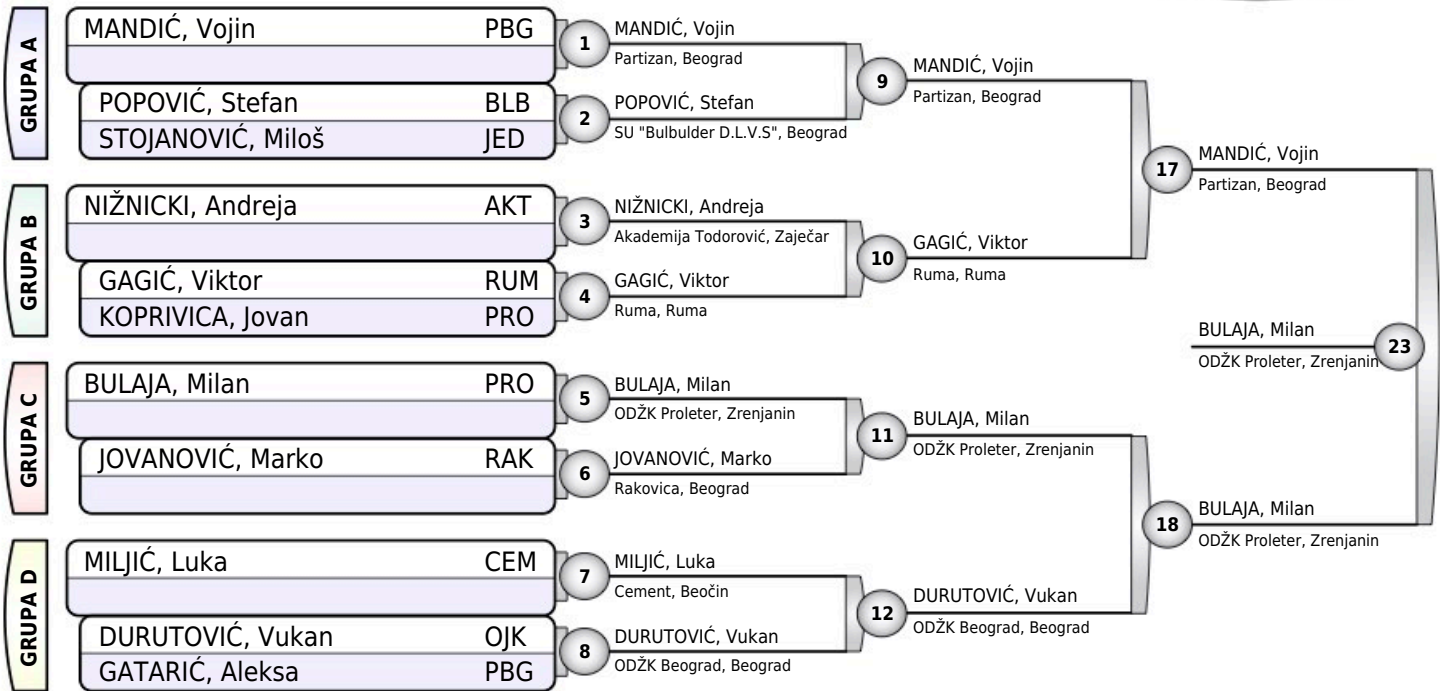 GRUPA A
MANDIĆ, Vojin PBG
POPOVIĆ, Stefan BLB
STOJANOVIĆ, Miloš JED
GRUPA B
NIŽNICKI, Andreja AKT
GAGIĆ, Viktor RUM
KOPRIVICA, Jovan PRO
GRUPA C
BULAJA, Milan PRO
JOVANOVIĆ, Marko RAK
GRUPA D
MILJIĆ, Luka CEM
DURUTOVIĆ, Vukan OJK
GATARIĆ, Aleksa PBG
1
MANDIĆ, Vojin
Partizan, Beograd
2
POPOVIĆ, Stefan
SU "Bulbulder D.L.V.S", Beograd
3
NIŽNICKI, Andreja
Akademija Todorović, Zaječar
4
GAGIĆ, Viktor
Ruma, Ruma
5
BULAJA, Milan
ODŽK Proleter, Zrenjanin
6
JOVANOVIĆ, Marko
Rakovica, Beograd
7
MILJIĆ, Luka
Cement, Beočin
8
DURUTOVIĆ, Vukan
ODŽK Beograd, Beograd
9
MANDIĆ, Vojin
Partizan, Beograd
10
GAGIĆ, Viktor
Ruma, Ruma
11
BULAJA, Milan
ODŽK Proleter, Zrenjanin
12
DURUTOVIĆ, Vukan
ODŽK Beograd, Beograd
17
MANDIĆ, Vojin
Partizan, Beograd
18
BULAJA, Milan
ODŽK Proleter, Zrenjanin
BULAJA, Milan
ODŽK Proleter, Zrenjanin
23